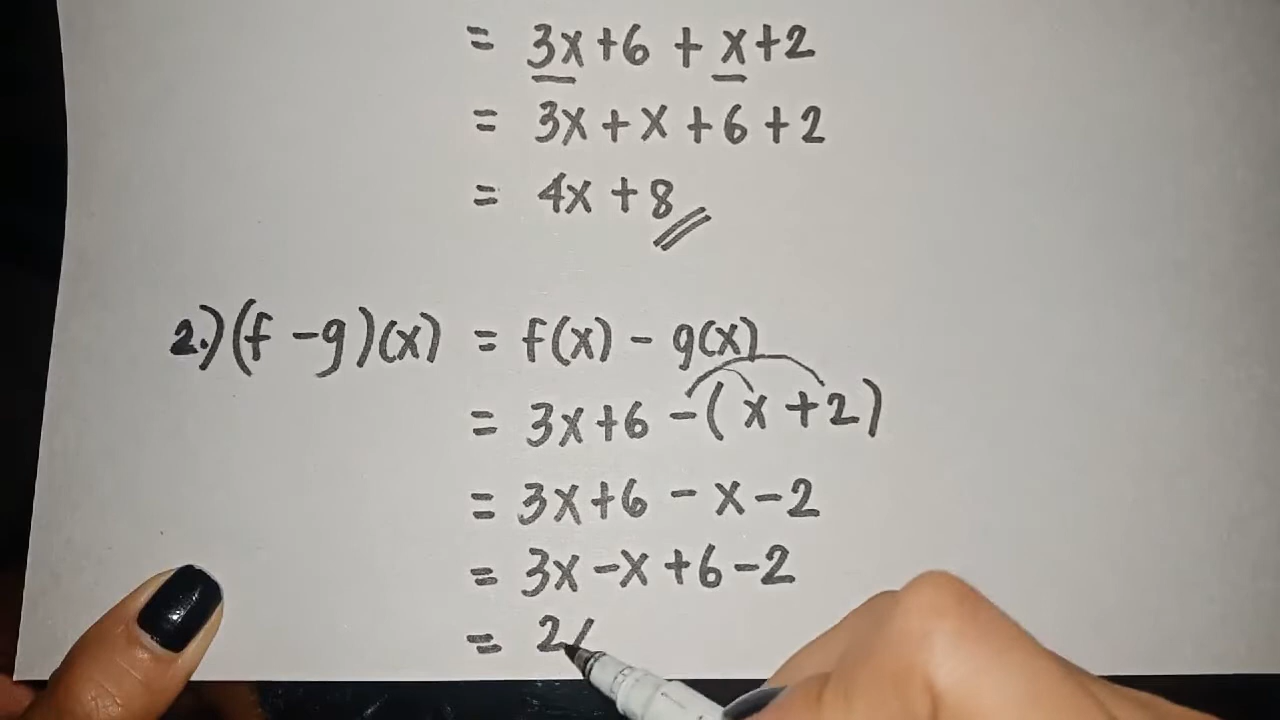 = 3x+6 + x+2
= 3x + x + 6 + 2
= 4x + 8
2.) (f - g)(x) = f(x) - g(x)
= 3x+6 -(x+2)
= 3x+6 - x-2
= 3x-x+6-2
= 2